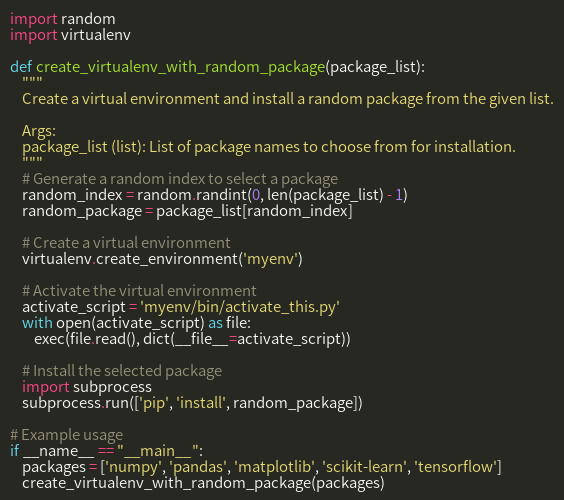 import random
import virtualenv

def create_virtualenv_with_random_package(package_list):
    """
    Create a virtual environment and install a random package from the given list.

    Args:
    package_list (list): List of package names to choose from for installation.
    """
    # Generate a random index to select a package
    random_index = random.randint(0, len(package_list) - 1)
    random_package = package_list[random_index]

    # Create a virtual environment
    virtualenv.create_environment('myenv')

    # Activate the virtual environment
    activate_script = 'myenv/bin/activate_this.py'
    with open(activate_script) as file:
        exec(file.read(), dict(__file__=activate_script))

    # Install the selected package
    import subprocess
    subprocess.run(['pip', 'install', random_package])

# Example usage
if __name__ == "__main__":
    packages = ['numpy', 'pandas', 'matplotlib', 'scikit-learn', 'tensorflow']
    create_virtualenv_with_random_package(packages)